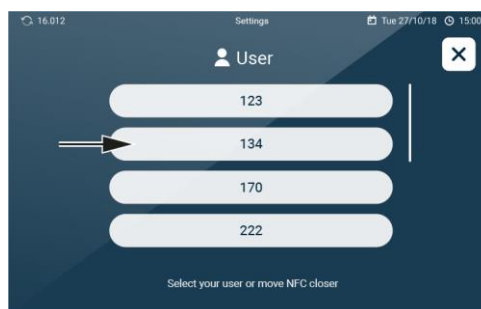 16.012 Settings Tue 27/10/18 15:00
User
123
134
170
222
Select your user or move NFC closer